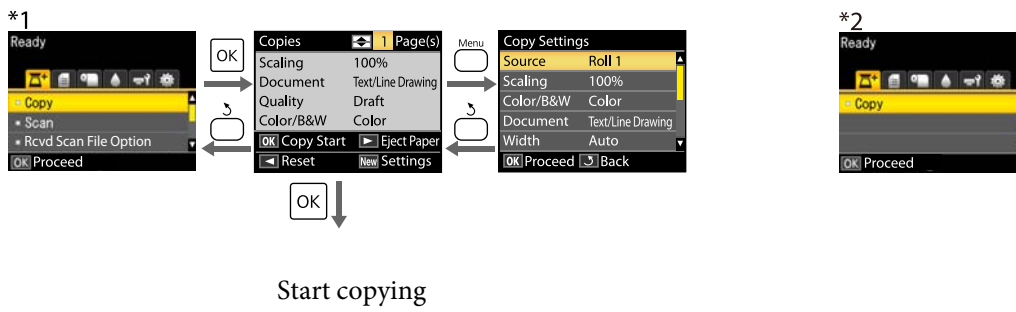 *1
Ready
Copy
Scan
Rcvd Scan File Option
OK Proceed
OK
Copies 1 Page(s)
Scaling 100%
Document Text/Line Drawing
Quality Draft
Color/B&W Color
OK Copy Start Eject Paper
Reset New Settings
Menu
Copy Settings
Source Roll 1
Scaling 100%
Color/B&W Color
Document Text/Line Drawing
Width Auto
OK Proceed Back
OK
Start copying
*2
Ready
Copy
OK Proceed